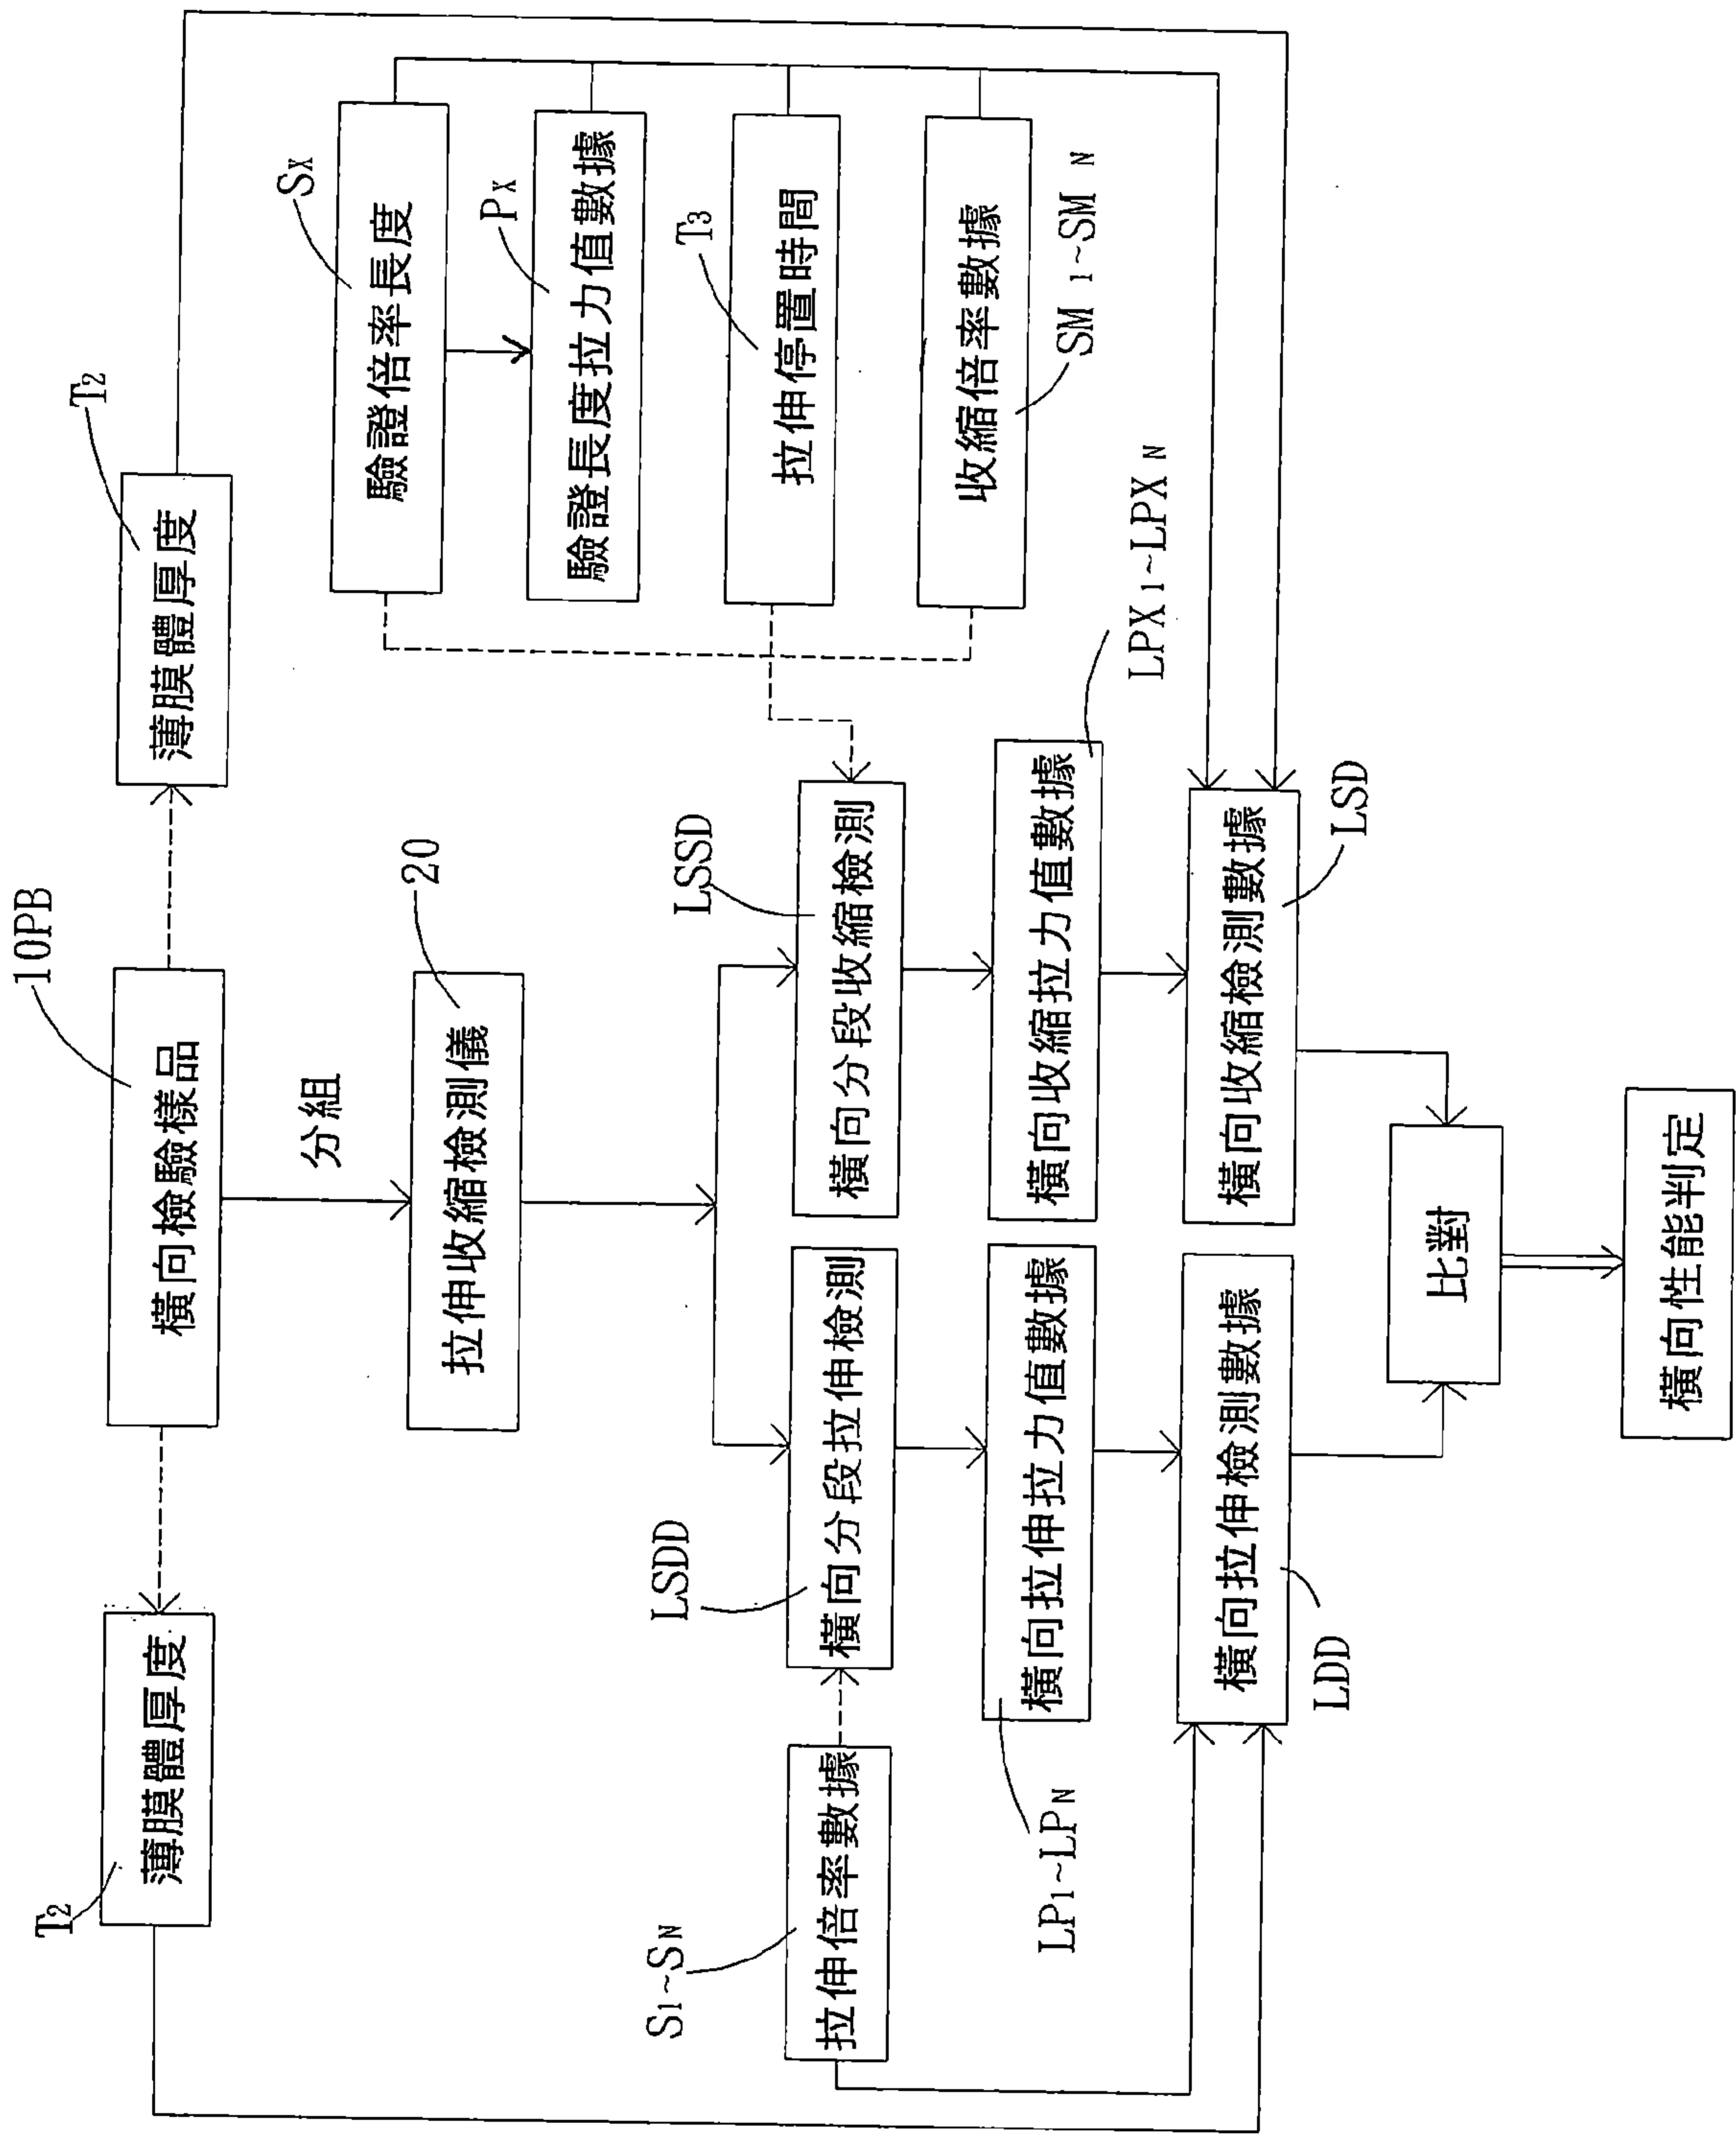 10PB
橫向檢驗樣品
T2
薄膜體厚度
T2
薄膜體厚度
分組
20
拉伸收縮檢測儀
SX
驗證倍率長度
PX
驗證長度拉力值數據
T3
拉伸停置時間
SM1~SMN
收縮倍率數據
S1~SN
拉伸倍率數據
LSDD
橫向分段拉伸檢測
LSSD
橫向分段收縮檢測
LP1~LPN
橫向拉伸拉力值數據
LPX1~LPXN
橫向收縮拉力值數據
LDD
橫向拉伸檢測數據
LSD
橫向收縮檢測數據
比對
橫向性能判定